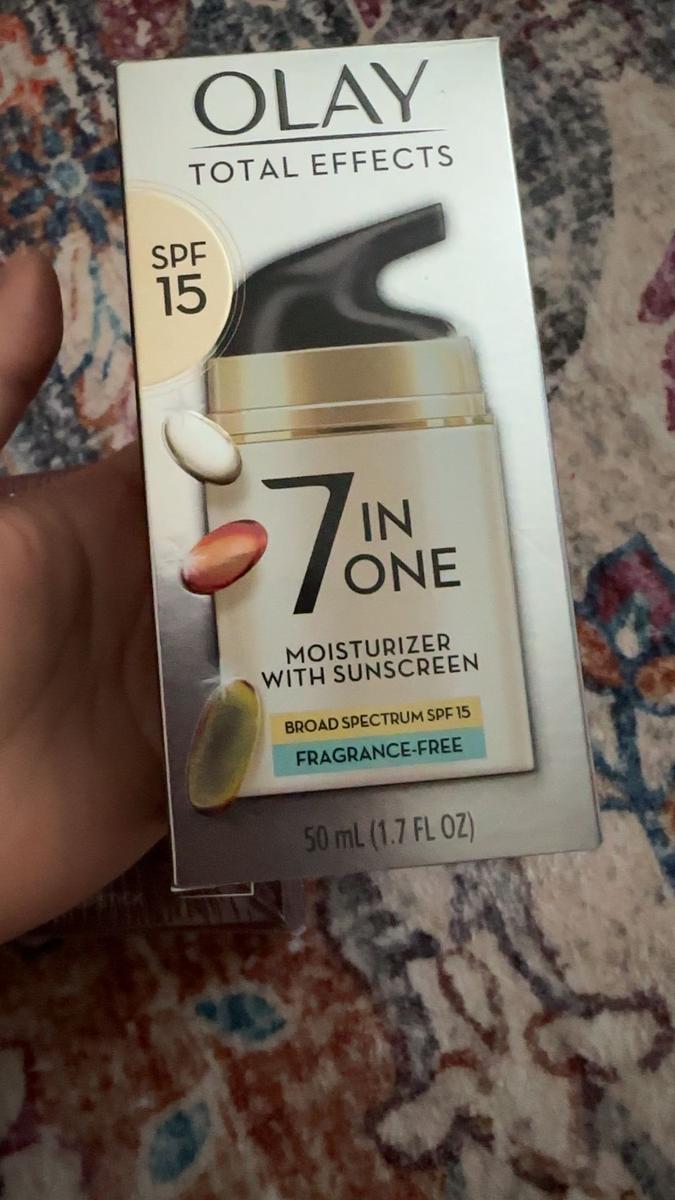 OLAY
TOTAL EFFECTS
SPF
15
7 IN
ONE
MOISTURIZER
WITH SUNSCREEN
BROAD SPECTRUM SPF 15
FRAGRANCE-FREE
50 mL (1.7 FL OZ)